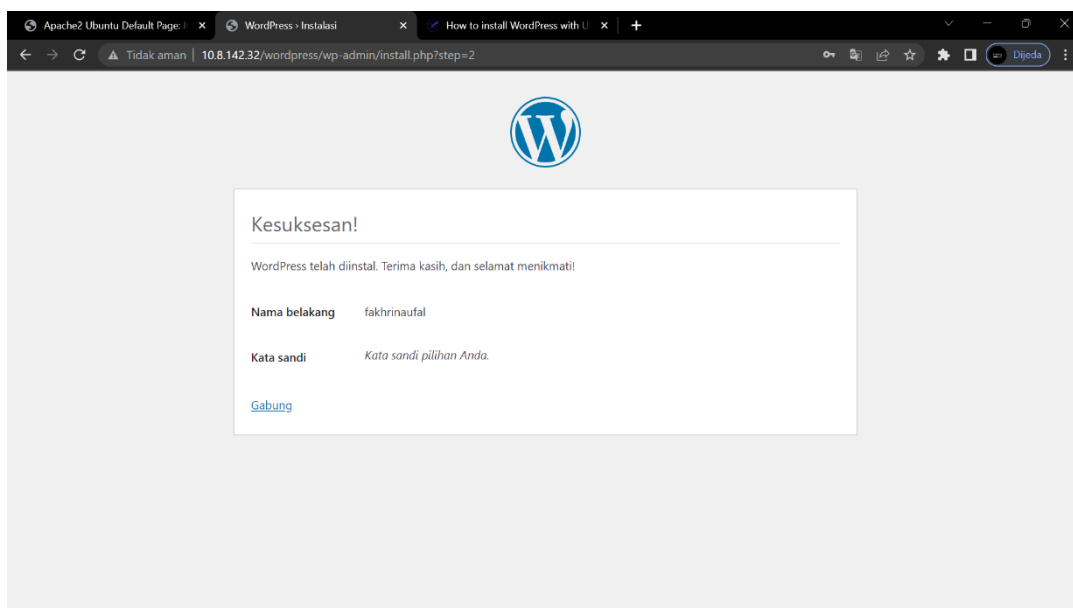 Apache2 Ubuntu Default Page:
WordPress › Instalasi
How to install WordPress with U
Tidak aman
10.8.142.32/wordpress/wp-admin/install.php?step=2
Dijeda
Kesuksesan!
WordPress telah diinstal. Terima kasih, dan selamat menikmati!
Nama belakang fakhrinaufal
Kata sandi Kata sandi pilihan Anda.
Gabung